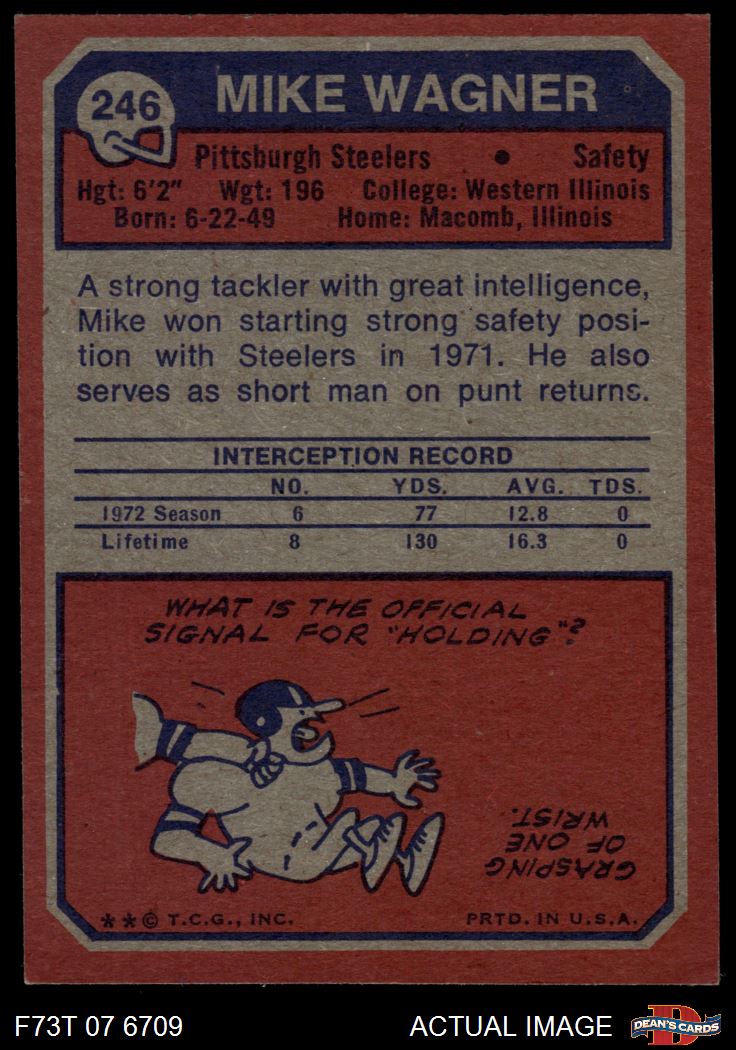 246
MIKE WAGNER
Pittsburgh Steelers • Safety
Hgt: 6'2" Wgt: 196 College: Western Illinois
Born: 6-22-49 Home: Macomb, Illinois
A strong tackler with great intelligence,
Mike won starting strong safety posi-
tion with Steelers in 1971. He also
serves as short man on punt returns.
INTERCEPTION RECORD
NO. YDS. AVG. TDS.
1972 Season 6 77 12.8 0
Lifetime 8 130 16.3 0
WHAT IS THE OFFICIAL
SIGNAL FOR "HOLDING"?
GRASPING
OF ONE
WRIST.
**© T.C.G., INC. PRTD. IN U.S.A.
F73T 07 6709 ACTUAL IMAGE
D
DEAN'S CARDS